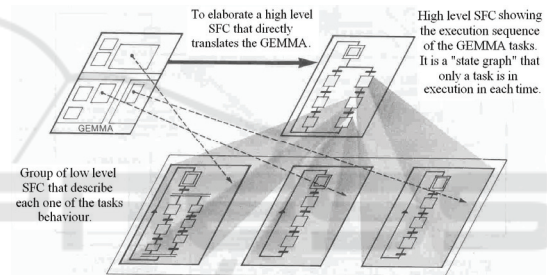 To elaborate a high level
SFC that directly
translates the GEMMA.
High level SFC showing
the execution sequence
of the GEMMA tasks.
It is a "state graph" that
only a task is in
execution in each time.
GEMMA
Group of low level
SFC that describe
each one of the tasks
behaviour.